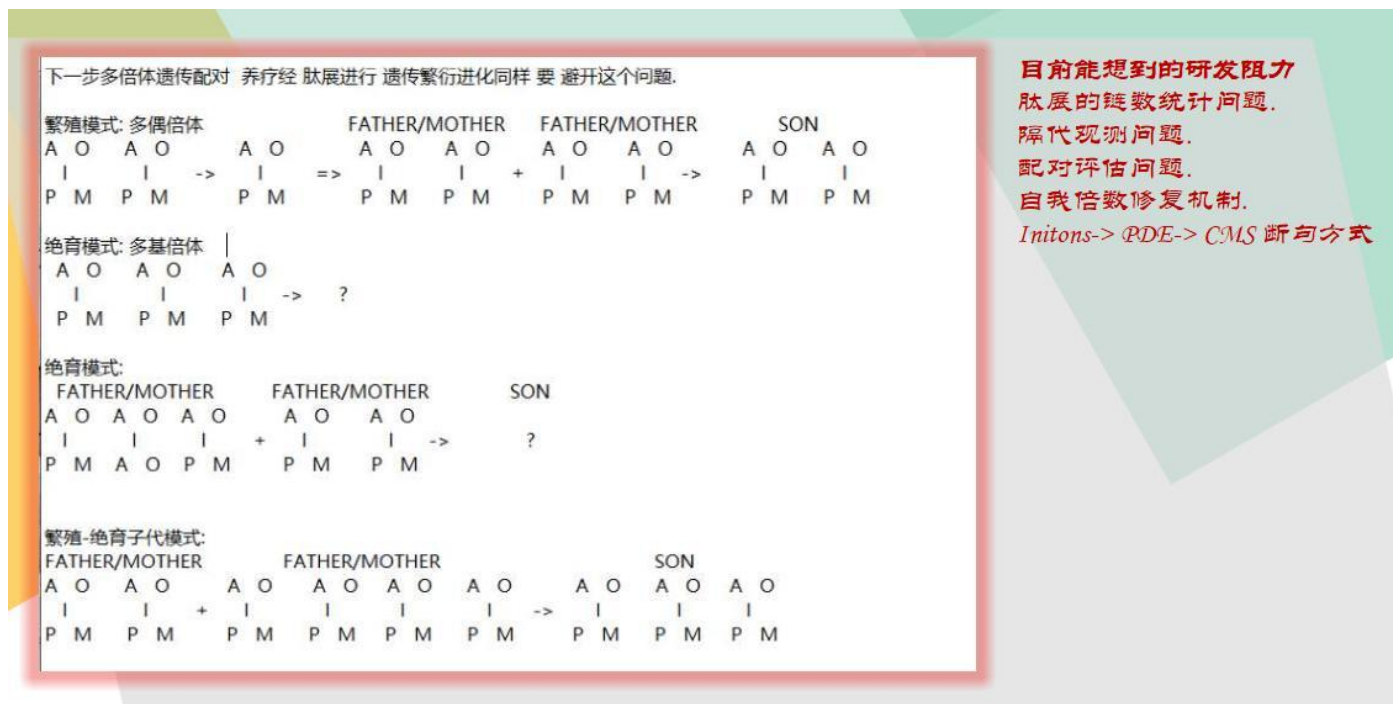 下一步多倍体遗传配对 养疗经 肽展进行 遗传繁衍进化同样 要 避开这个问题.
繁殖模式: 多偶倍体 FATHER/MOTHER FATHER/MOTHER SON
A O A O A O A O A O A O A O A O A O
I I -> I => I I + I I -> I I
P M P M P M P M P M P M P M P M P M
绝育模式: 多基倍体
A O A O A O
I I I -> ?
P M P M P M
绝育模式:
FATHER/MOTHER FATHER/MOTHER SON
A O A O A O A O A O
I I I + I I -> ?
P M A O P M P M P M
繁殖-绝育子代模式:
FATHER/MOTHER FATHER/MOTHER SON
A O A O A O A O A O A O A O A O A O
I I + I I I I -> I I I
P M P M P M P M P M P M P M P M P M
目前能想到的研发阻力
肽展的链数统计问题.
隔代观测问题.
配对评估问题.
自我倍数修复机制.
Initons-> PDE-> CMS 断句方式